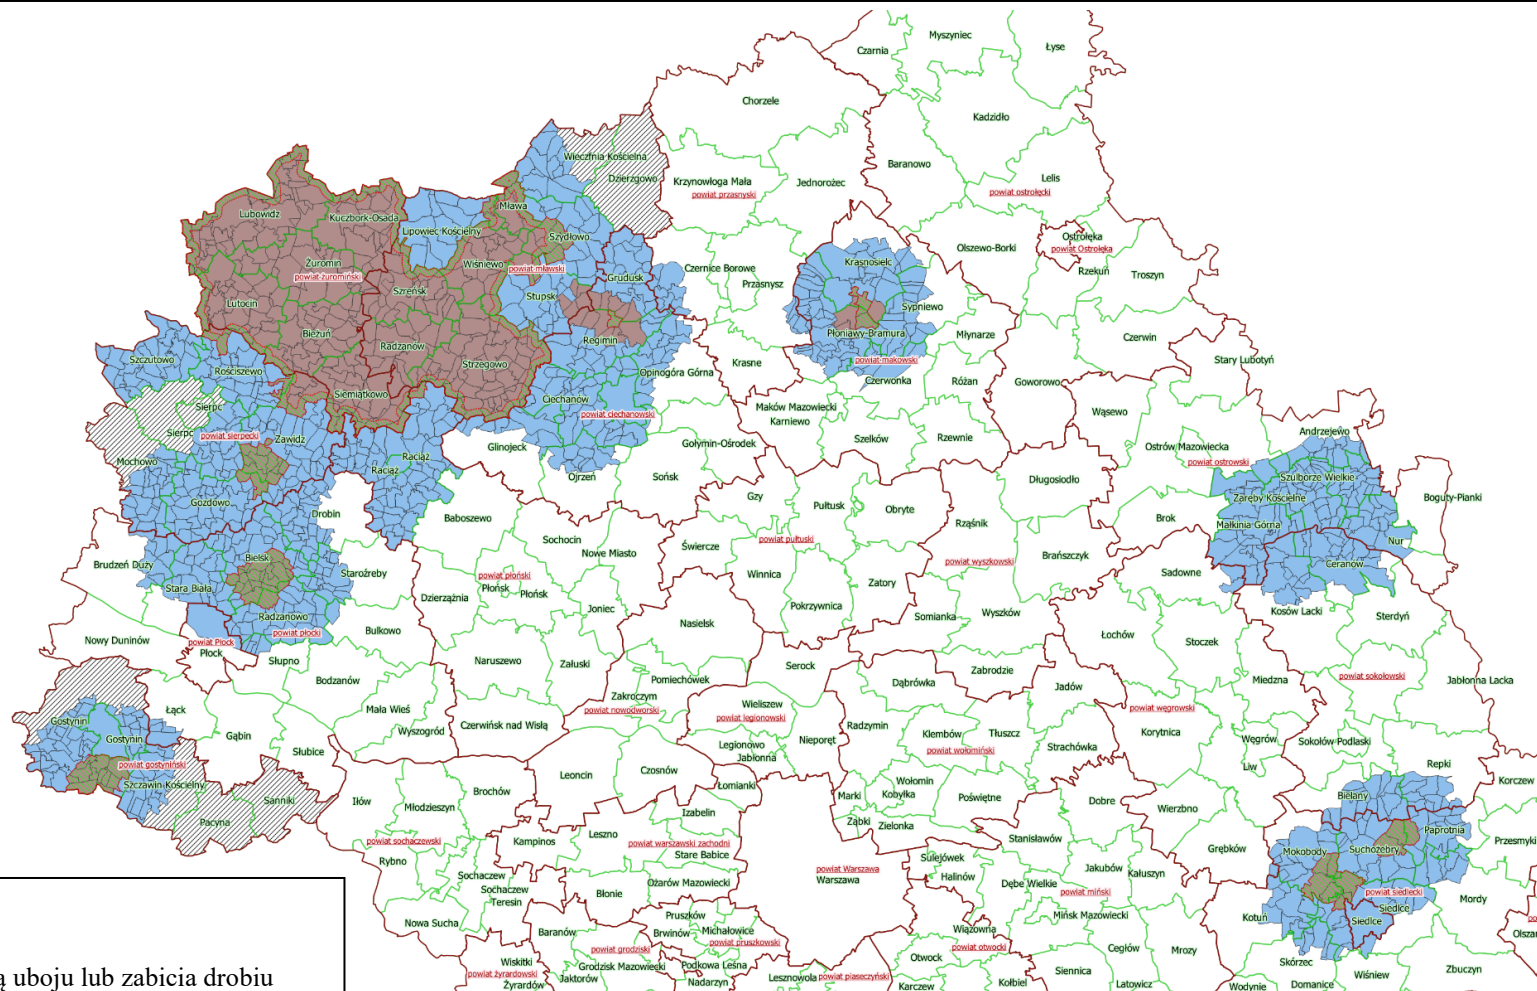 Myszyniec
Łyse
Czarnia
Chorzele
Kadzidło
Wieczfnia Kościelna
Baranowo
Dzierzgowo
Krzynowłoga Mała
Jednorożec
Lelis
powiat przasnyski
powiat ostrołęcki
Mława
Lubowidz
Kuczbork-Osada
Lipowiec Kościelny
Szydłowo
Ostrołęka
powiat Ostrołęka
Olszewo-Borki
Żuromin
powiat żuromiński
Wiśniewo
powiat mławski
Krasnosielc
Czernice Borowe
Rzekuń
Troszyn
Grudusk
Przasnysz
Szreńsk
Stupsk
Lutocin
Sypniewo
Bieżuń
Regimin
Płoniawy-Bramura
Młynarze
Czerwin
Radzanów
Szczutowo
Rościszewo
Strzegowo
Krasne
powiat makowski
Stary Lubotyń
Opinogóra Górna
Czerwonka
Różan
Goworowo
Siemiątkowo
Ciechanów
powiat ciechanowski
Maków Mazowiecki
Karniewo
Wąsewo
Sierpc
Sierpc
powiat sierpecki
Zawidz
Glinojeck
Gołymin-Ośrodek
Szelków
Rzewnie
Andrzejewo
Ostrów Mazowiecka
powiat ostrowski
Mochowo
Raciąż
Raciąż
Ojrzeń
Sońsk
Długosiodło
Szulborze Wielkie
Zaręby Kościelne
Boguty-Pianki
Gozdowo
Gzy
Pułtusk
Obryte
Drobin
Baboszewo
Rząśnik
Brok
Małkinia Górna
Sochocin
Nowe Miasto
Świercze
powiat pułtuski
Nur
Brudzeń Duży
Bielsk
Staroźreby
powiat płoński
Winnica
Zatory
powiat wyszkowski
Brańszczyk
Sadowne
Ceranów
Stara Biała
Płońsk
Płońsk
Dzierzążnia
Joniec
Pokrzywnica
Somianka
Wyszków
Kosów Lacki
Sterdyń
Radzanowo
powiat płocki
Nasielsk
Nowy Duninów
powiat Płock
Płock
Bulkowo
Łochów
Stoczek
Słupno
Naruszewo
Załuski
Serock
Zabrodzie
Bodzanów
Pomiechówek
Dąbrówka
Jadów
Miedzna
powiat sokołowski
Jabłonna Lacka
Zakroczym
powiat nowodworski
Wieliszew
powiat legionowski
powiat węgrowski
Łąck
Mała Wieś
Gostynin
Gostynin
Gąbin
Wyszogród
Czerwińsk nad Wisłą
Radzymin
Klembów
powiat wołomiński
Tłuszcz
Korytnica
Nieporęt
Legionowo
Jabłonna
Strachówka
Węgrów
Sokołów Podlaski
Słubice
powiat gostyniński
Szczawin Kościelny
Leoncin
Czosnów
Łomianki
Wołomin
Kobyłka
Liw
Repki
Korczew
Sanniki
Iłów
Młodzieszyn
Brochów
Marki
Poświętne
Dobre
Wierzbno
Bielany
Izabelin
Pacyna
Ząbki
Zielonka
Paprotnia
powiat sochaczewski
Kampinos
Leszno
powiat warszawski zachodni
Stare Babice
Stanisławów
Grębków
Mokobody
Suchożebry
Przesmyki
Rybno
Sulejówek
Halinów
Jakubów
Kałuszyn
Sochaczew
Sochaczew
Teresin
Błonie
Ożarów Mazowiecki
powiat Warszawa
Warszawa
Dębe Wielkie
powiat miński
powiat siedlecki
Mordy
Nowa Sucha
Pruszków
Mińsk Mazowiecki
Kotuń
Siedlce
Siedlce
Baranów
Brwinów
Michałowice
powiat pruszkowski
Wiązowna
powiat otwocki
Cegłów
Mrozy
powiat grodziski
Wiskitki
powiat żyrardowski
Grodzisk Mazowiecki
Podkowa Leśna
Otwock
Siennica
Skórzec
Wiśniew
Zbuczyn
Żyrardów
Jaktorów
Nadarzyn
Lesznowola
powiat piaseczyński
Karczew
Kołbiel
Latowicz
Wodynie
Domanice
uboju lub zabicia drobiu